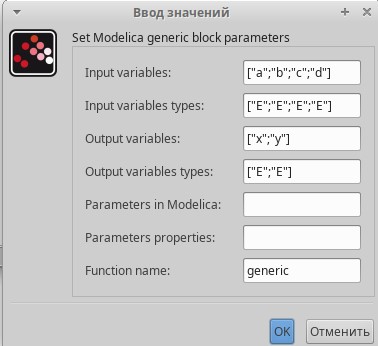 Ввод значений
Set Modelica generic block parameters
Input variables: ["a";"b";"c";"d"]
Input variables types: ["E";"E";"E";"E"]
Output variables: ["x";"y"]
Output variables types: ["E";"E"]
Parameters in Modelica:
Parameters properties:
Function name: generic
OK Отменить